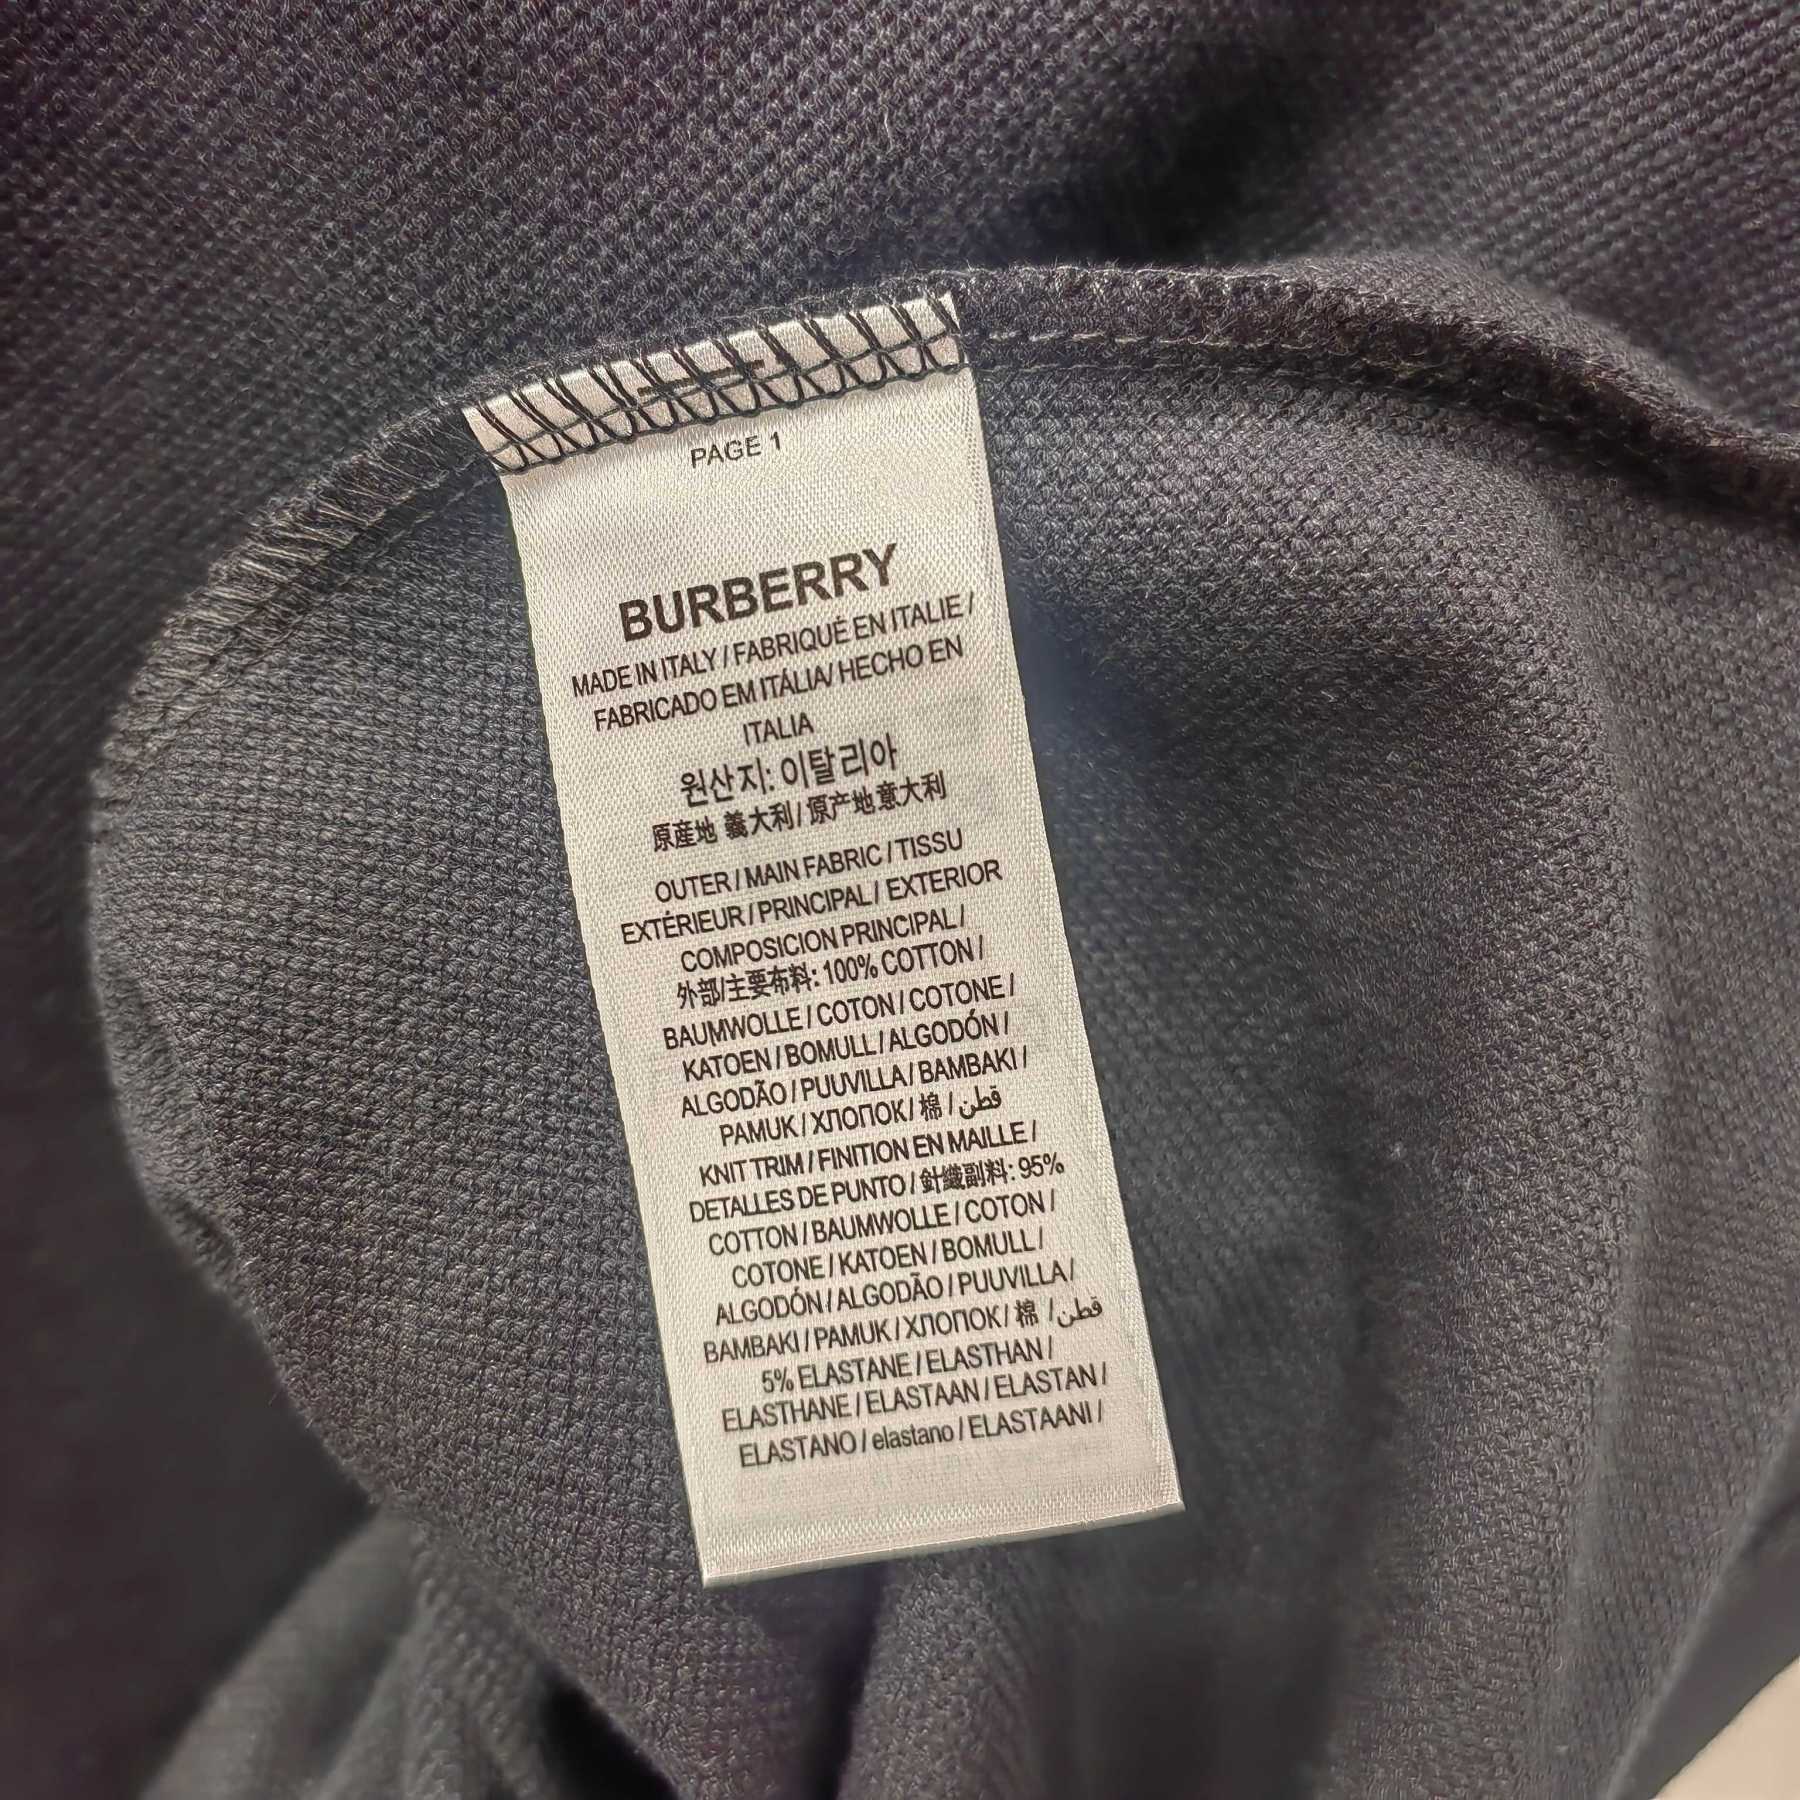 PAGE 1
BURBERRY
MADE IN ITALY / FABRIQUÉ EN ITALIE /
FABRICADO EM ITÁLIA/ HECHO EN
ITALIA
원산지: 이탈리아
原産地 義大利/ 原产地意大利
OUTER / MAIN FABRIC / TISSU
EXTÉRIEUR / PRINCIPAL / EXTERIOR
COMPOSICION PRINCIPAL /
外部/主要布料: 100% COTTON /
BAUMWOLLE / COTON / COTONE /
KATOEN / BOMULL / ALGODÓN /
ALGODÃO / PUUVILLA / BAMBAKI /
PAMUK / ХЛОПОК / 棉 / قطن
KNIT TRIM / FINITION EN MAILLE /
DETALLES DE PUNTO / 針織副料: 95%
COTTON / BAUMWOLLE / COTON /
COTONE / KATOEN / BOMULL /
ALGODÓN / ALGODÃO / PUUVILLA /
BAMBAKI / PAMUK / ХЛОПОК/ 棉 / قطن
5% ELASTANE / ELASTHAN /
ELASTHANE / ELASTAAN / ELASTAN /
ELASTANO / elastano / ELASTAANI /